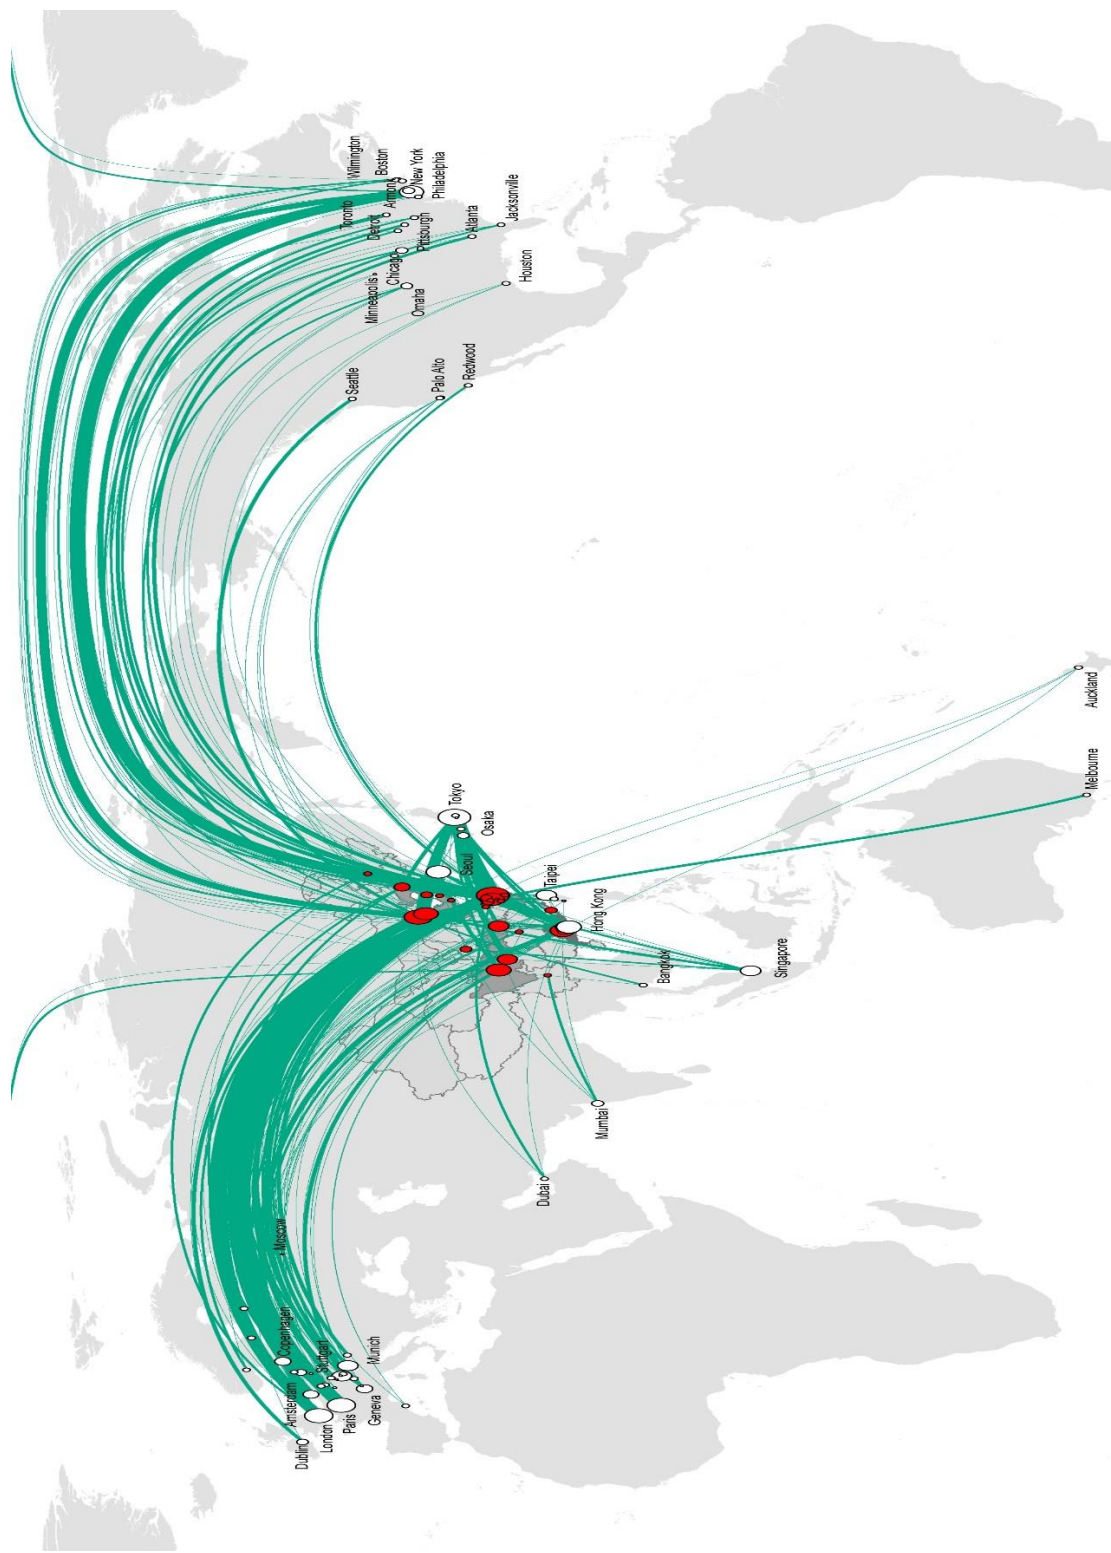 Wilmington
Boston
Armonk
New York
Philadelphia
Toronto
Detroit
Pittsburgh
Atlanta
Jacksonville
Chicago
Minneapolis
Omaha
Houston
Seattle
Palo Alto
Redwood
Tokyo
Osaka
Seoul
Taipei
Hong Kong
Bangkok
Singapore
Auckland
Melbourne
Mumbai
Dubai
Moscow
Copenhagen
Stuttgart
Munich
Amsterdam
Geneva
Paris
London
Dublin